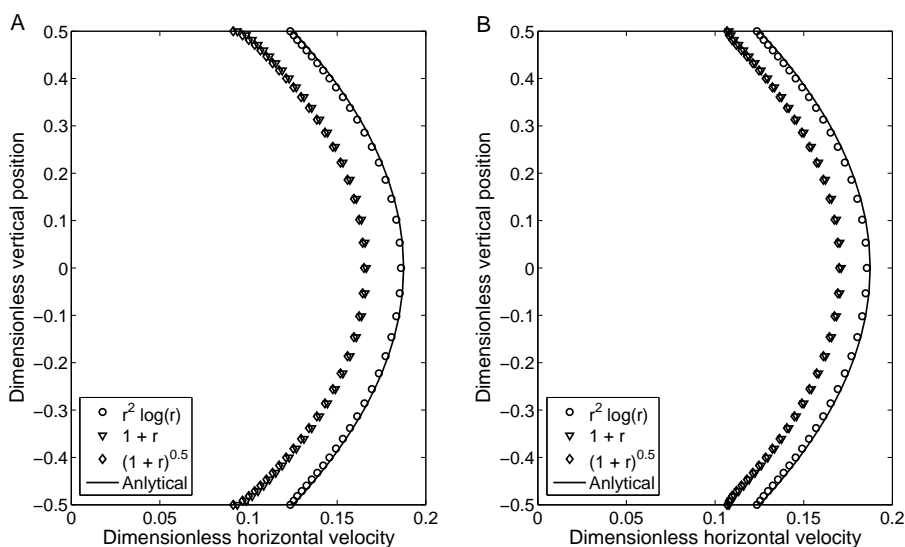 A
0.5
0.4
0.3
0.2
0.1
0
−0.1
−0.2
−0.3
−0.4
−0.5
0
0.05
0.1
0.15
0.2
Dimensionless vertical position
Dimensionless horizontal velocity
r² log(r)
1 + r
(1 + r)^0.5
Anlytical
B
0.5
0.4
0.3
0.2
0.1
0
−0.1
−0.2
−0.3
−0.4
−0.5
0
0.05
0.1
0.15
0.2
Dimensionless vertical position
Dimensionless horizontal velocity
r² log(r)
1 + r
(1 + r)^0.5
Anlytical